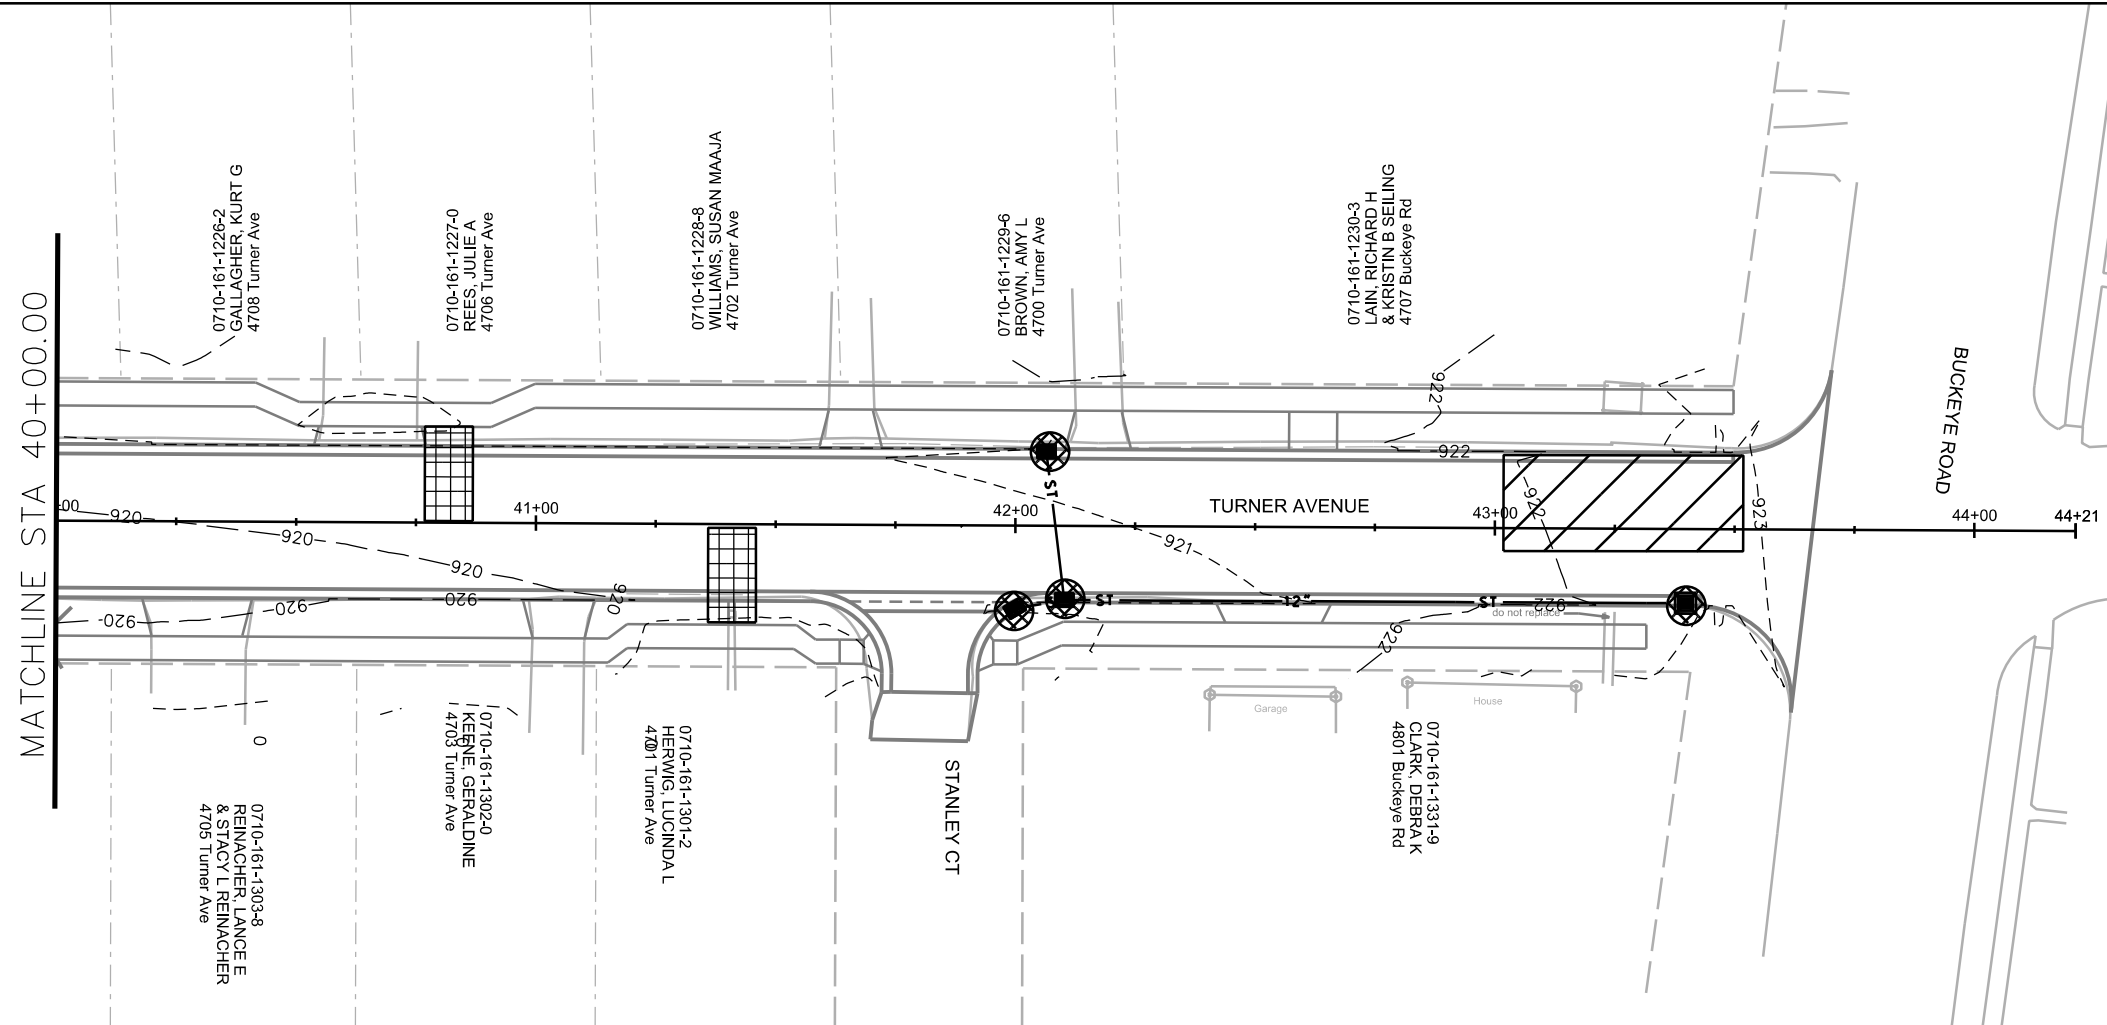 MATCHLINE STA 40+00.00
0710-161-1226-2
GALLAGHER, KURT G
4708 Turner Ave
0710-161-1227-0
REES, JULIE A
4706 Turner Ave
0710-161-1228-8
WILLIAMS, SUSAN MAAJA
4702 Turner Ave
0710-161-1229-6
BROWN, AMY L
4700 Turner Ave
0710-161-1230-3
LAIN, RICHARD H
& KRISTIN B SEILING
4707 Buckeye Rd
BUCKEYE ROAD
922
922
00
920
41+00
42+00
TURNER AVENUE
43+00
922
923
44+00
44+21
ST
920
920
921
920
920
920
920
920
ST
12"
ST
922
do not replace
922
Garage
House
0
0710-161-1303-8
REINACHER, LANCE E
& STACY L REINACHER
4705 Turner Ave
0710-161-1302-0
KEENE, GERALDINE
4703 Turner Ave
0710-161-1301-2
HERWIG, LUCINDA L
4701 Turner Ave
STANLEY CT
0710-161-1331-9
CLARK, DEBRA K
4801 Buckeye Rd